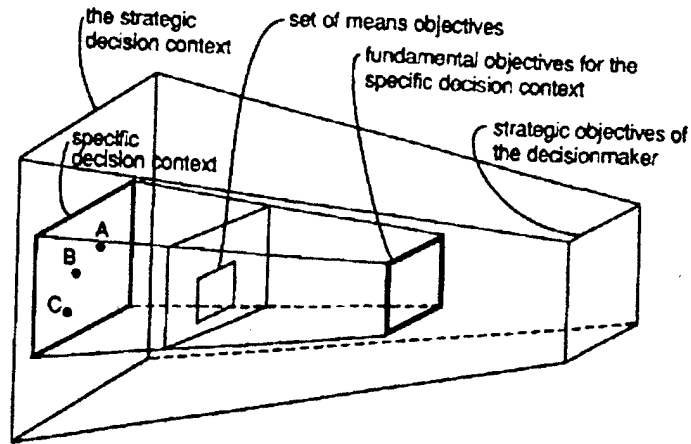 the strategic
decision context
set of means objectives
fundamental objectives for the
specific decision context
strategic objectives of
the decisionmaker
specific
decision context
A
B
C